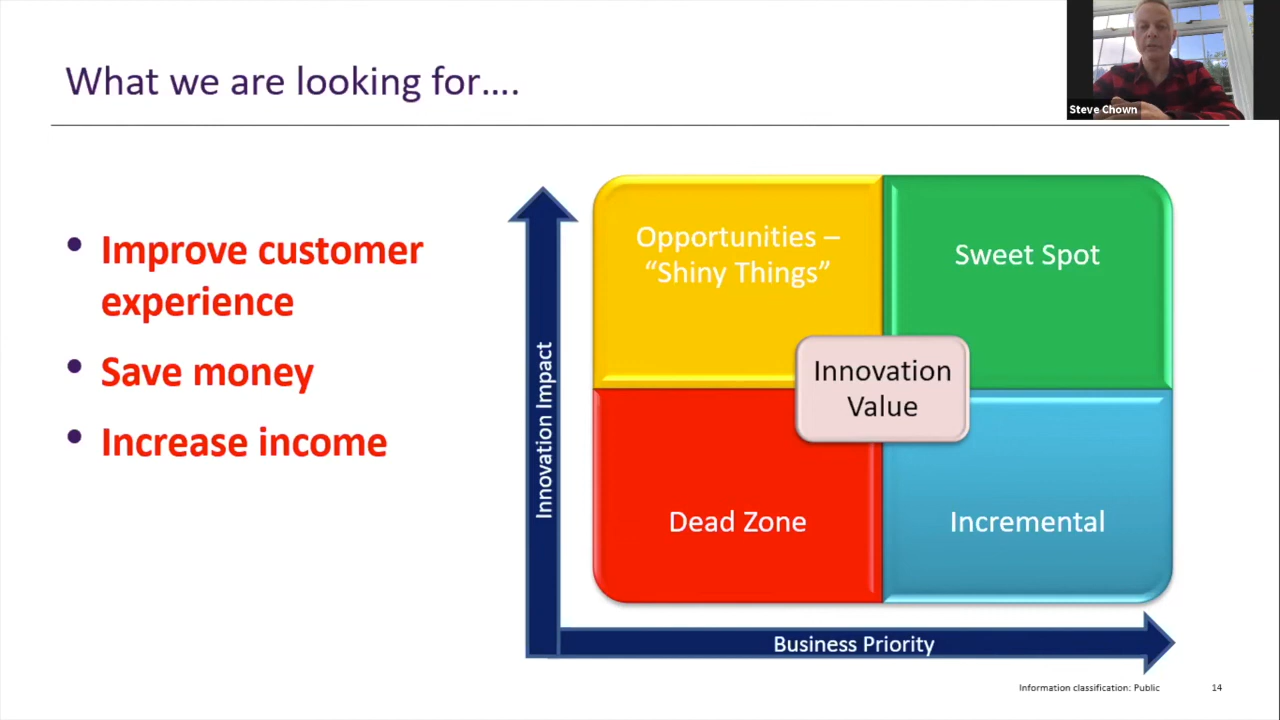 What we are looking for....
Steve Chown
• Improve customer
experience
• Save money
• Increase income
Innovation Impact
Opportunities –
“Shiny Things”
Sweet Spot
Innovation
Value
Dead Zone
Incremental
Business Priority
Information classification: Public
14